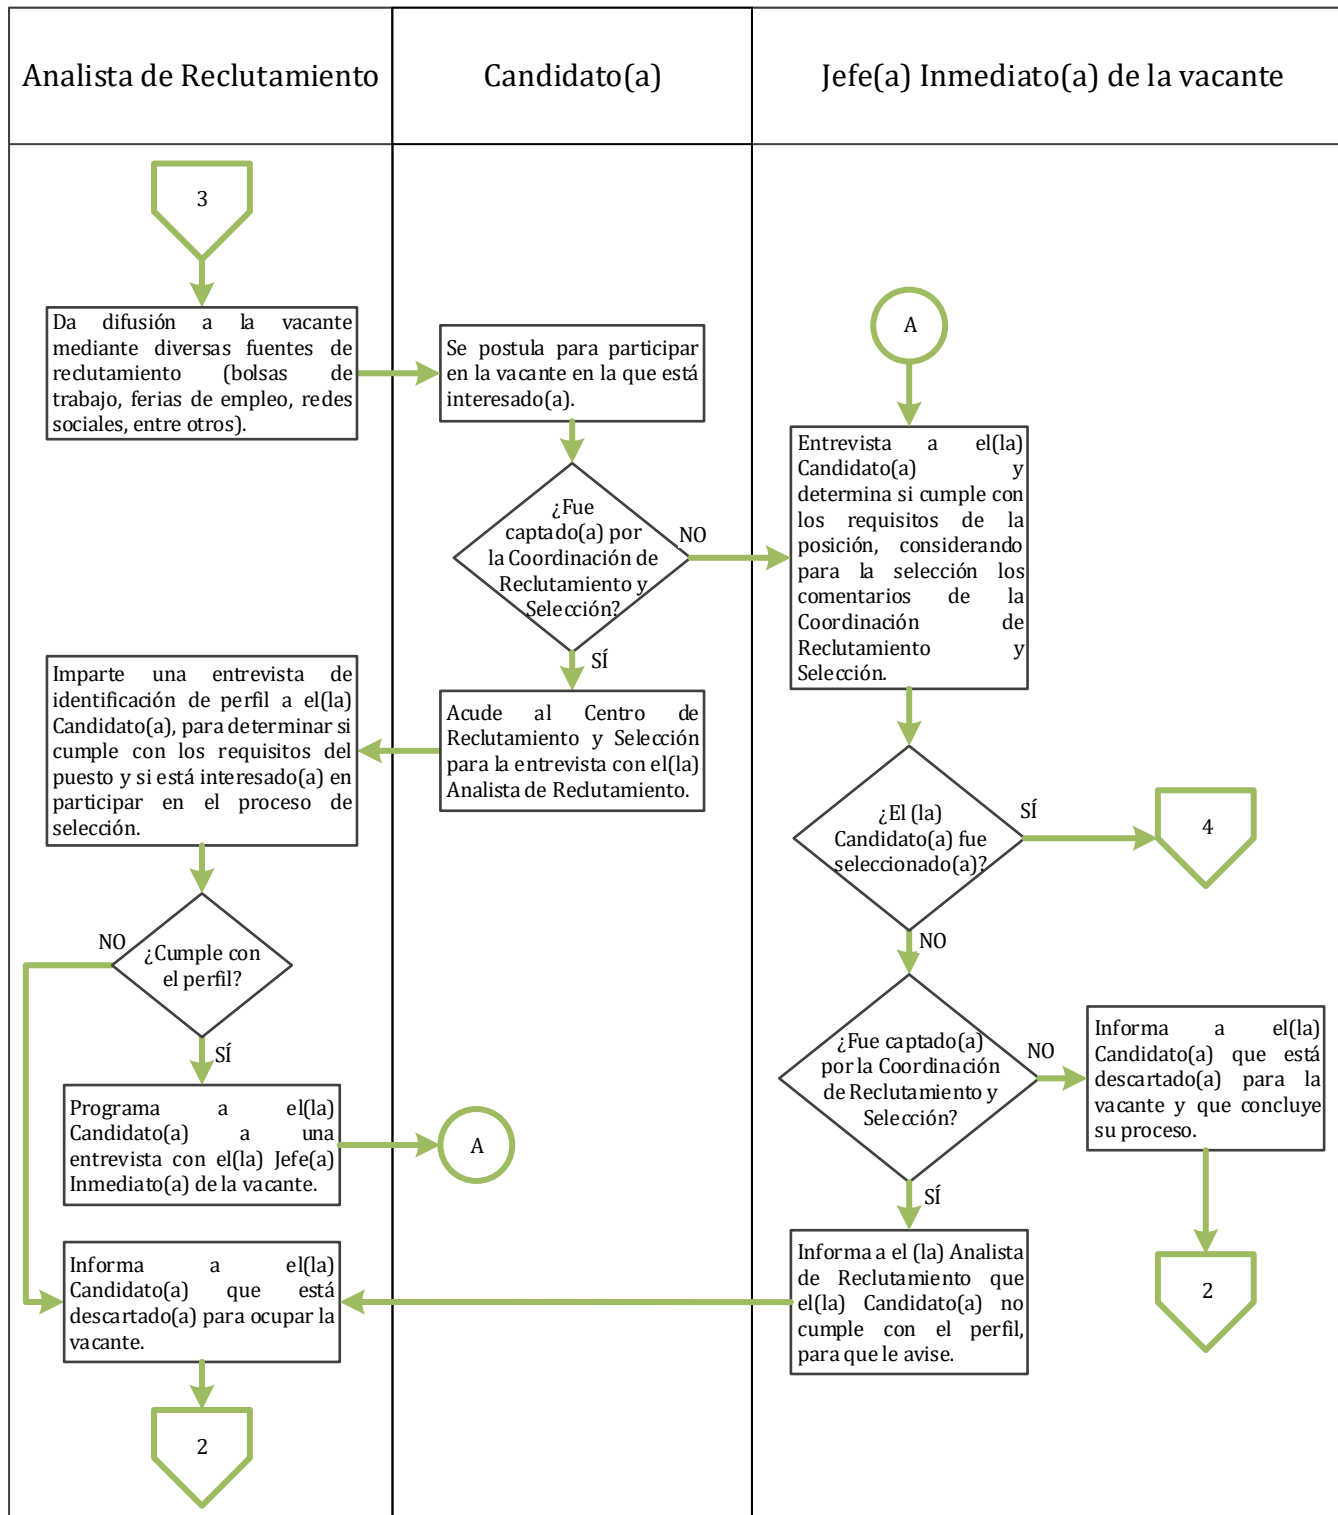 Analista de Reclutamiento
Candidato(a)
Jefe(a) Inmediato(a) de la vacante
3
Da difusión a la vacante
mediante diversas fuentes de
reclutamiento (bolsas de
trabajo, ferias de empleo, redes
sociales, entre otros).
Se postula para participar
en la vacante en la que está
interesado(a).
¿Fue
captado(a) por
la Coordinación de
Reclutamiento y
Selección?
NO
SÍ
Acude al Centro de
Reclutamiento y Selección
para la entrevista con el(la)
Analista de Reclutamiento.
Imparte una entrevista de
identificación de perfil a el(la)
Candidato(a), para determinar si
cumple con los requisitos del
puesto y si está interesado(a) en
participar en el proceso de
selección.
¿Cumple con
el perfil?
NO
SÍ
Programa a el(la)
Candidato(a) a una
entrevista con el(la) Jefe(a)
Inmediato(a) de la vacante.
A
Informa a el(la)
Candidato(a) que está
descartado(a) para ocupar la
vacante.
2
A
Entrevista a el(la)
Candidato(a) y
determina si cumple con
los requisitos de la
posición, considerando
para la selección los
comentarios de la
Coordinación de
Reclutamiento y
Selección.
¿El (la)
Candidato(a) fue
seleccionado(a)?
SÍ
4
NO
¿Fue captado(a)
por la Coordinación
de Reclutamiento y
Selección?
NO
Informa a el(la)
Candidato(a) que está
descartado(a) para la
vacante y que concluye
su proceso.
2
SÍ
Informa a el (la) Analista
de Reclutamiento que
el(la) Candidato(a) no
cumple con el perfil,
para que le avise.